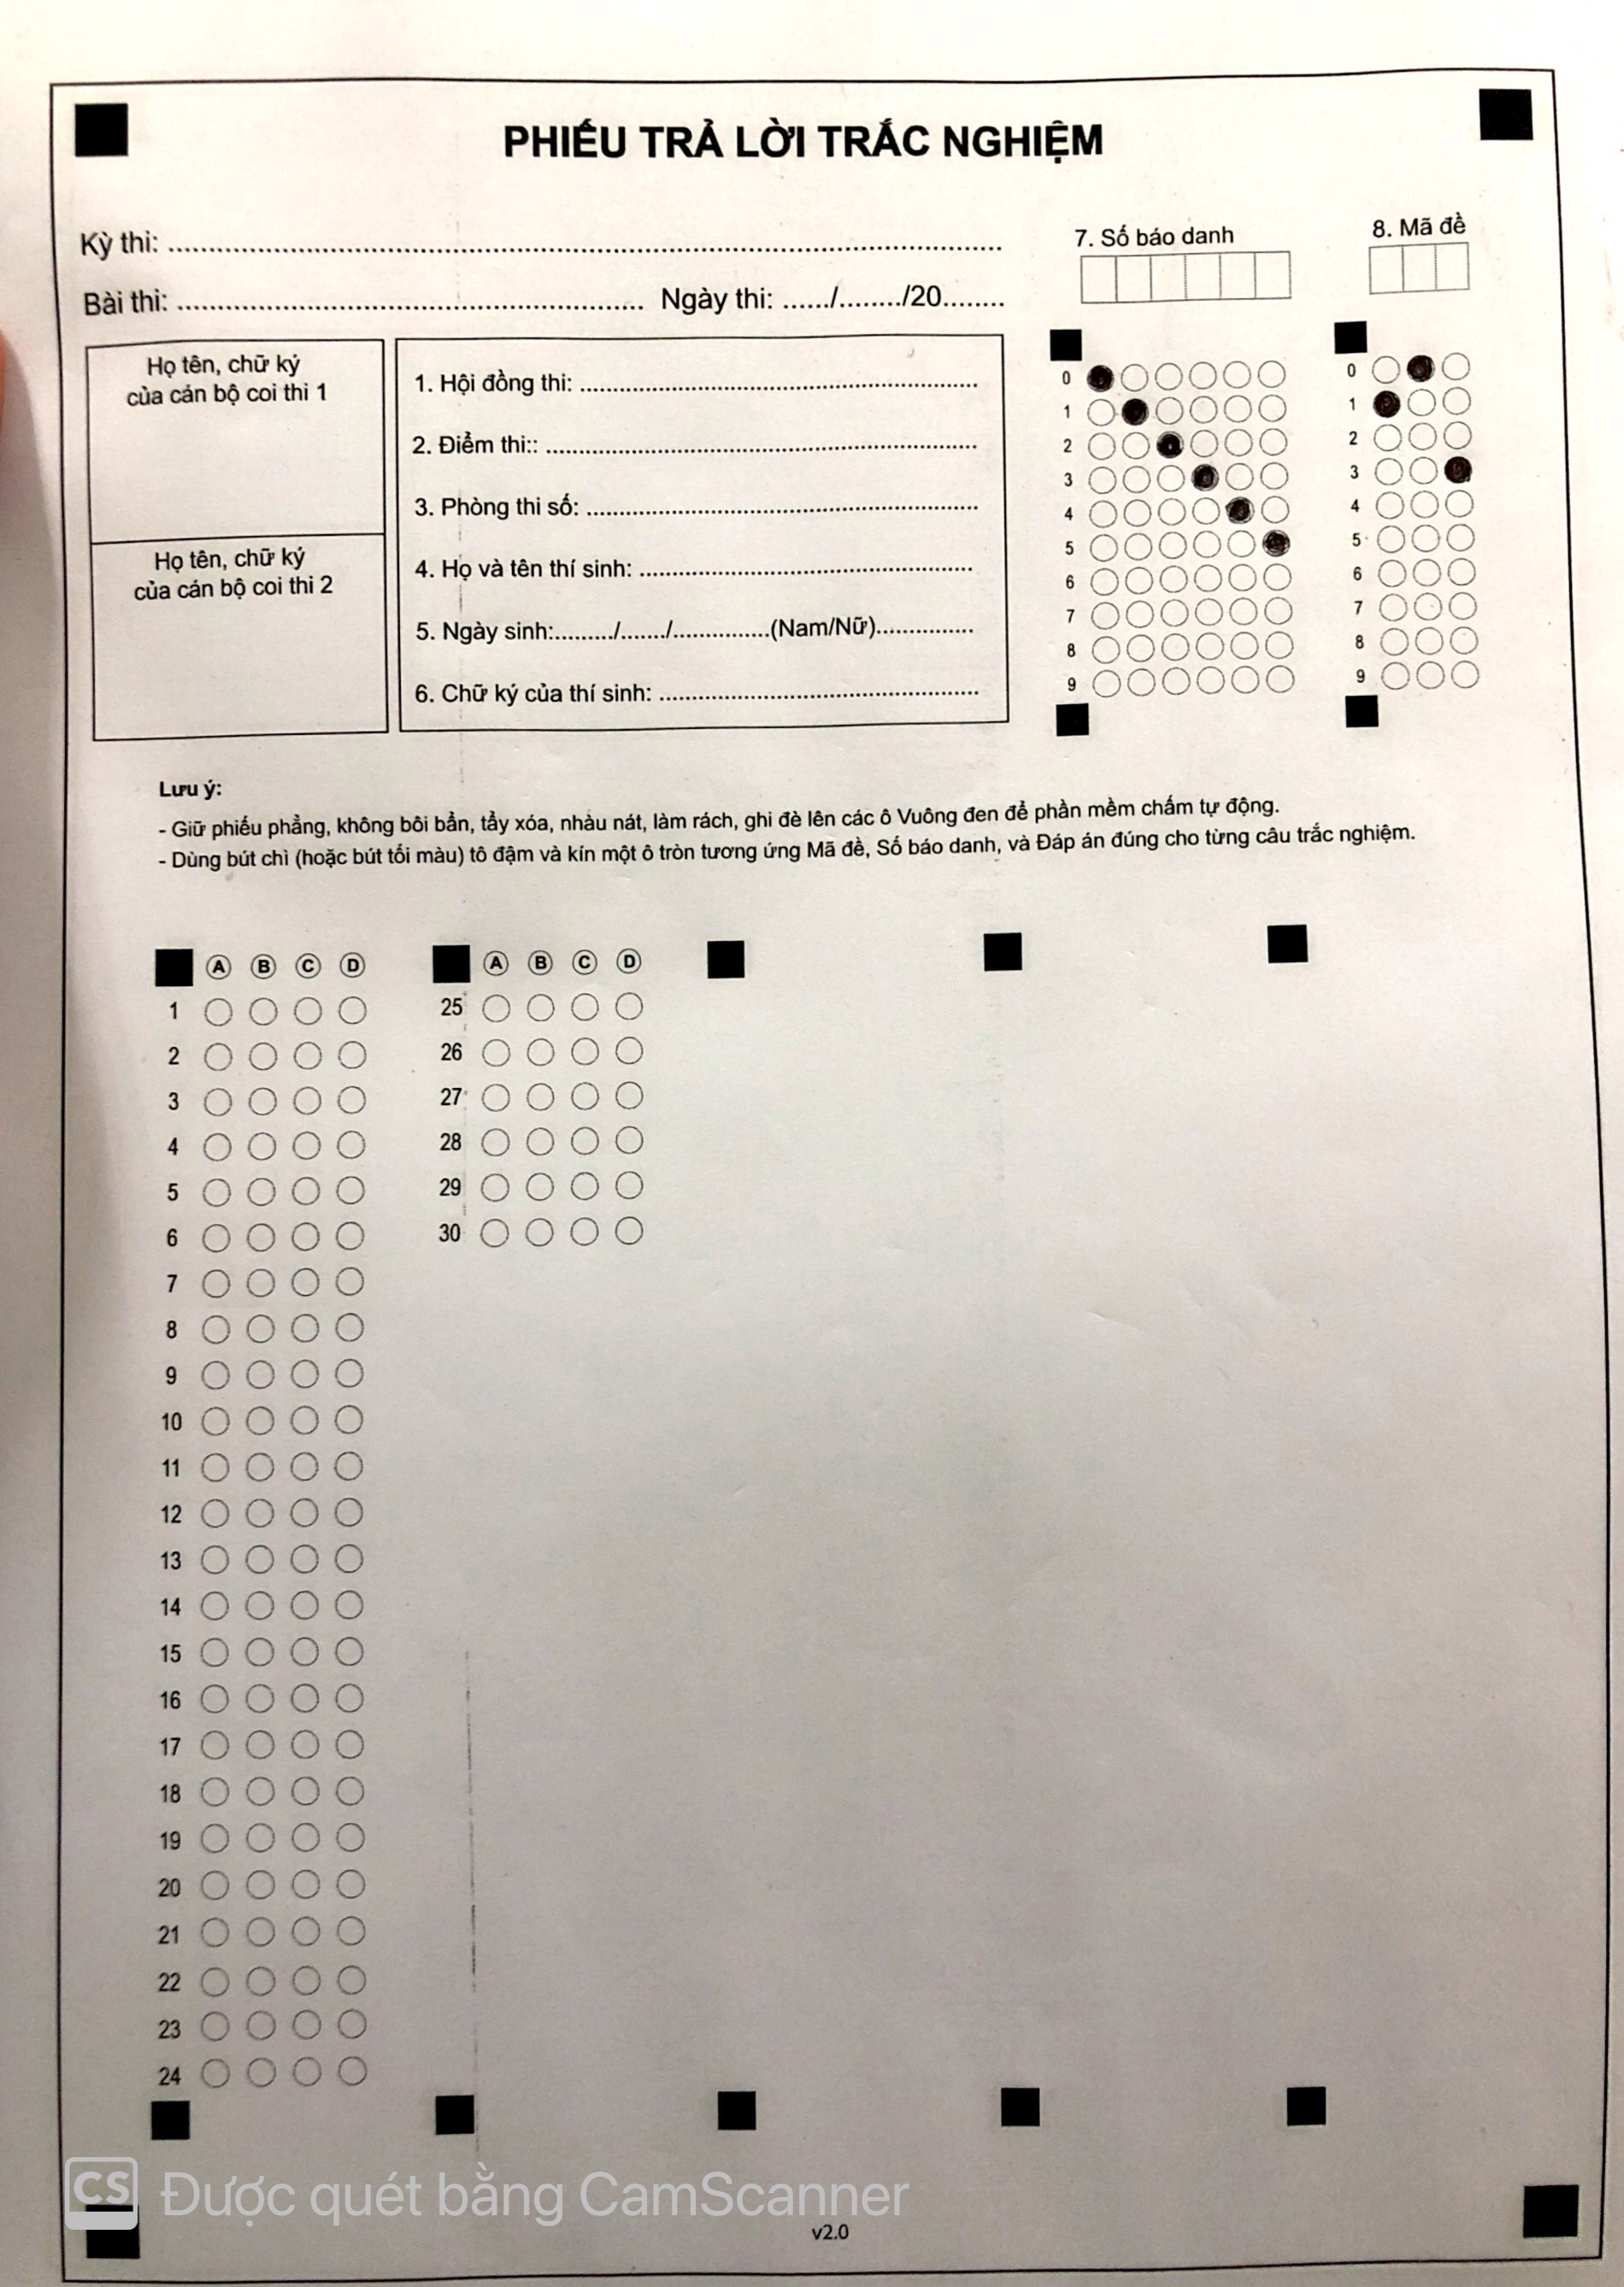 PHIẾU TRẢ LỜI TRẮC NGHIỆM
Kỳ thi: ........................................................................
Bài thi: ........................................ Ngày thi: ....../......../20........
7. Số báo danh
8. Mã đề
Họ tên, chữ ký
của cán bộ coi thi 1
Họ tên, chữ ký
của cán bộ coi thi 2
1. Hội đồng thi: ........................................
2. Điểm thi:: ........................................
3. Phòng thi số: ........................................
4. Họ và tên thí sinh: ........................................
5. Ngày sinh:........./......./...............(Nam/Nữ)...............
6. Chữ ký của thí sinh: ........................................
0
1
2
3
4
5
6
7
8
9
0
1
2
3
4
5
6
7
8
9
Lưu ý:
- Giữ phiếu phẳng, không bôi bẩn, tẩy xóa, nhàu nát, làm rách, ghi đè lên các ô Vuông đen để phần mềm chấm tự động.
- Dùng bút chì (hoặc bút tối màu) tô đậm và kín một ô tròn tương ứng Mã đề, Số báo danh, và Đáp án đúng cho từng câu trắc nghiệm.
A B C D
1
2
3
4
5
6
7
8
9
10
11
12
13
14
15
16
17
18
19
20
21
22
23
24
A B C D
25
26
27
28
29
30
CS Được quét bằng CamScanner
v2.0